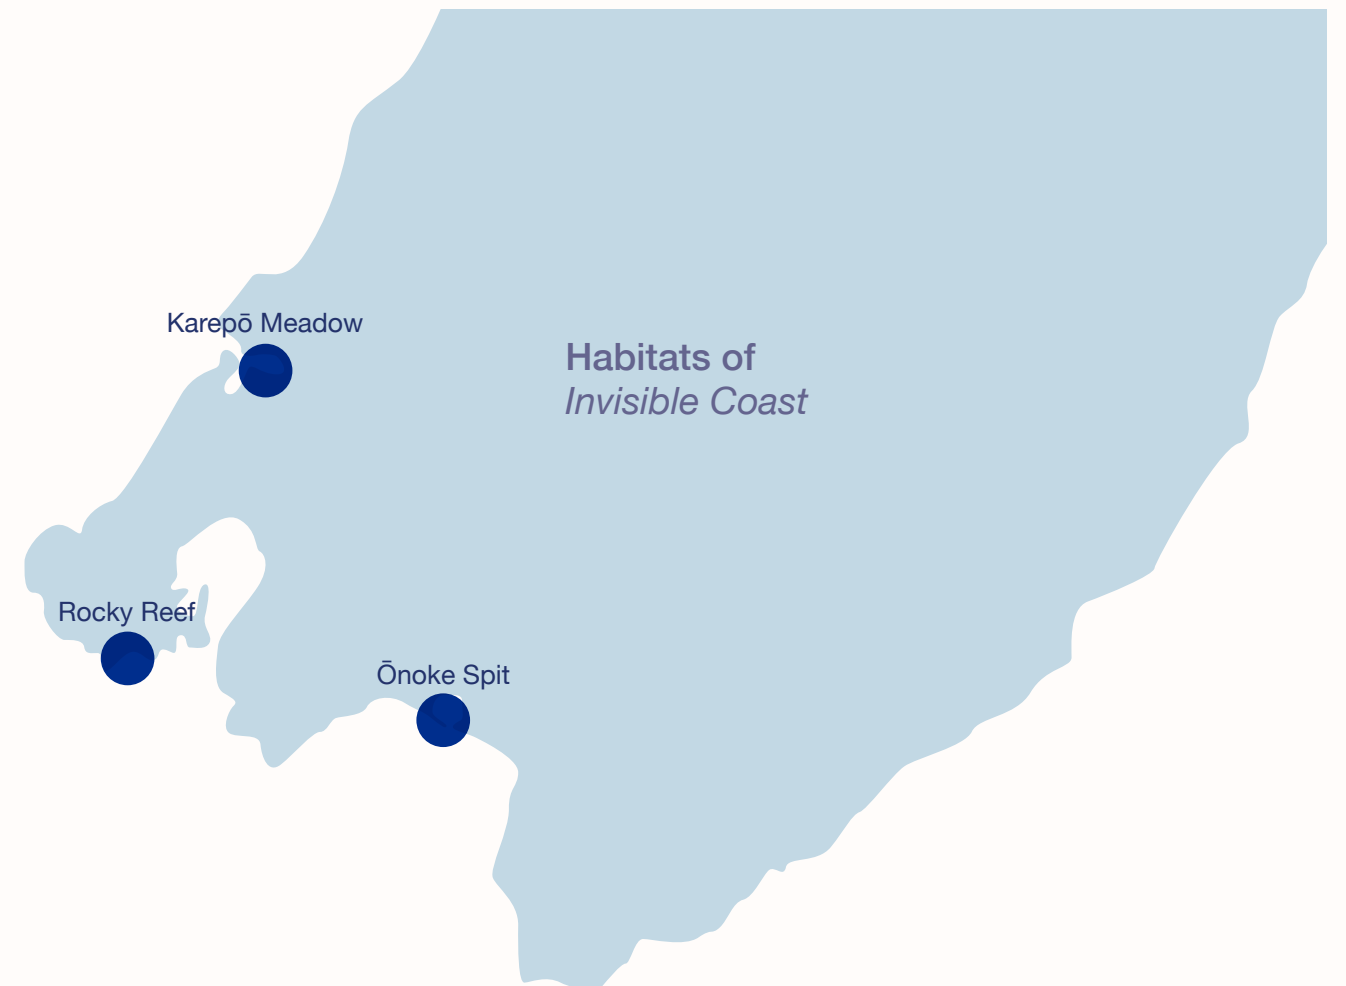 Karepō Meadow
Habitats of
Invisible Coast
Rocky Reef
Ōnoke Spit